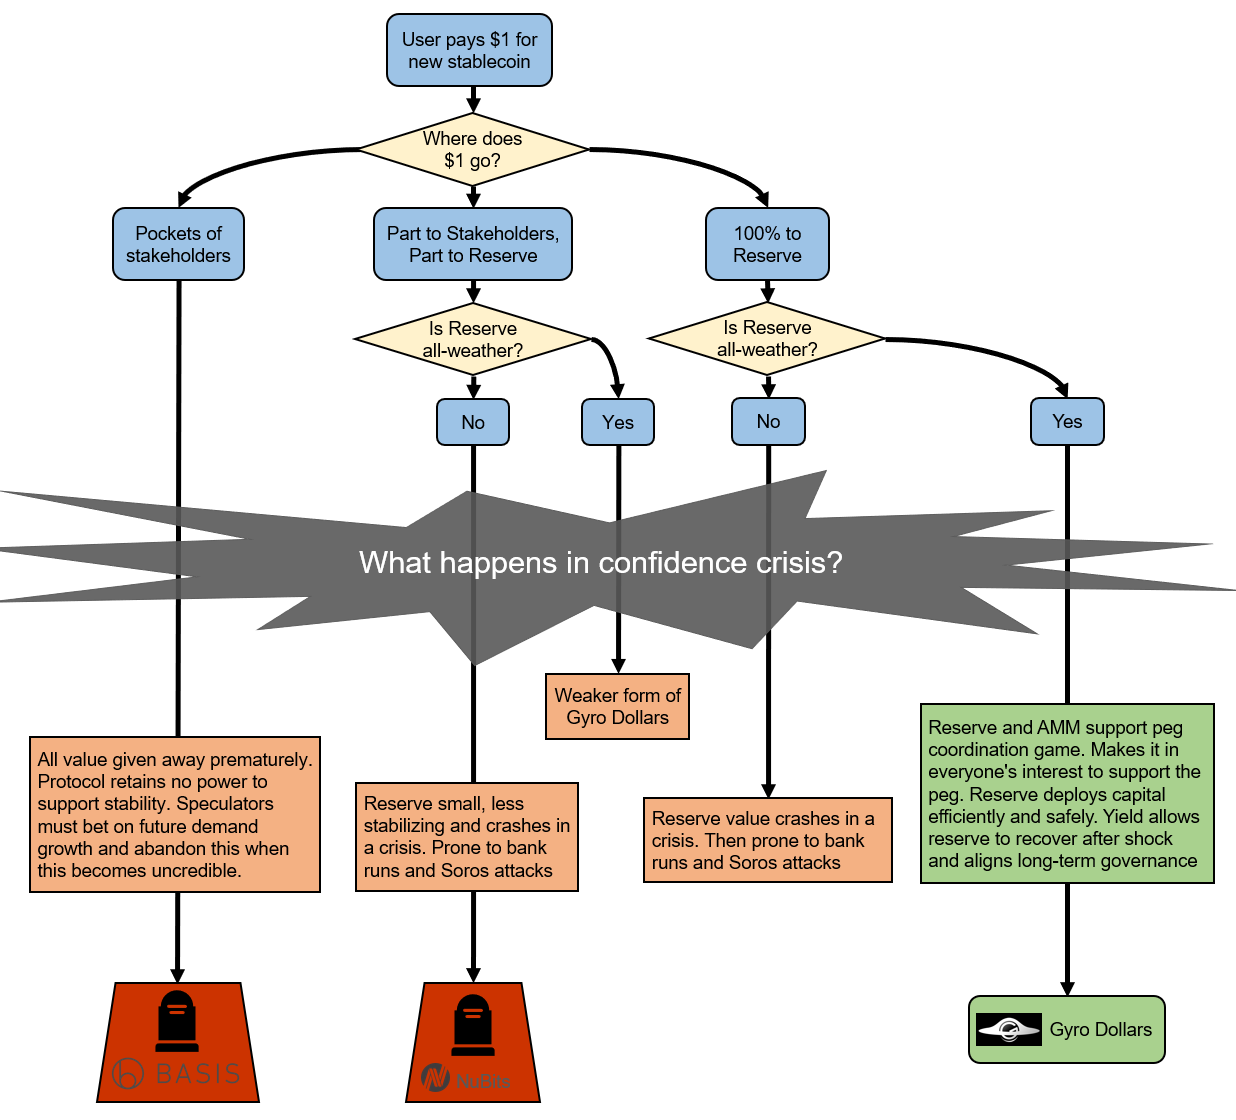 User pays $1 for
new stablecoin
Where does
$1 go?
Pockets of
stakeholders
Part to Stakeholders,
Part to Reserve
100% to
Reserve
Is Reserve
all-weather?
Is Reserve
all-weather?
No
Yes
No
Yes
What happens in confidence crisis?
Weaker form of
Gyro Dollars
All value given away prematurely.
Protocol retains no power to
support stability. Speculators
must bet on future demand
growth and abandon this when
this becomes uncredible.
Reserve small, less
stabilizing and crashes in
a crisis. Prone to bank
runs and Soros attacks
Reserve value crashes in a
crisis. Then prone to bank
runs and Soros attacks
Reserve and AMM support peg
coordination game. Makes it in
everyone's interest to support the
peg. Reserve deploys capital
efficiently and safely. Yield allows
reserve to recover after shock
and aligns long-term governance
BASIS
NuBits
Gyro Dollars